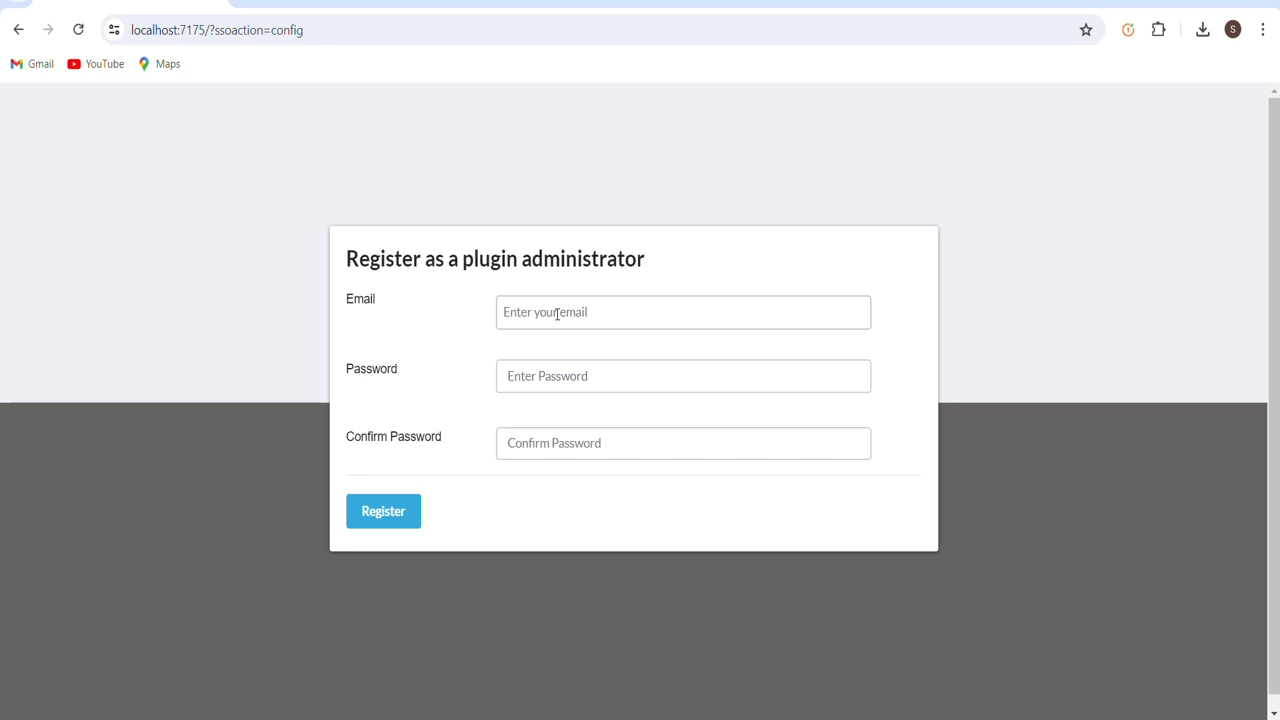 localhost:7175/?ssoaction=config
S
Gmail
YouTube
Maps
Register as a plugin administrator
Email
Enter your email
Password
Enter Password
Confirm Password
Confirm Password
Register